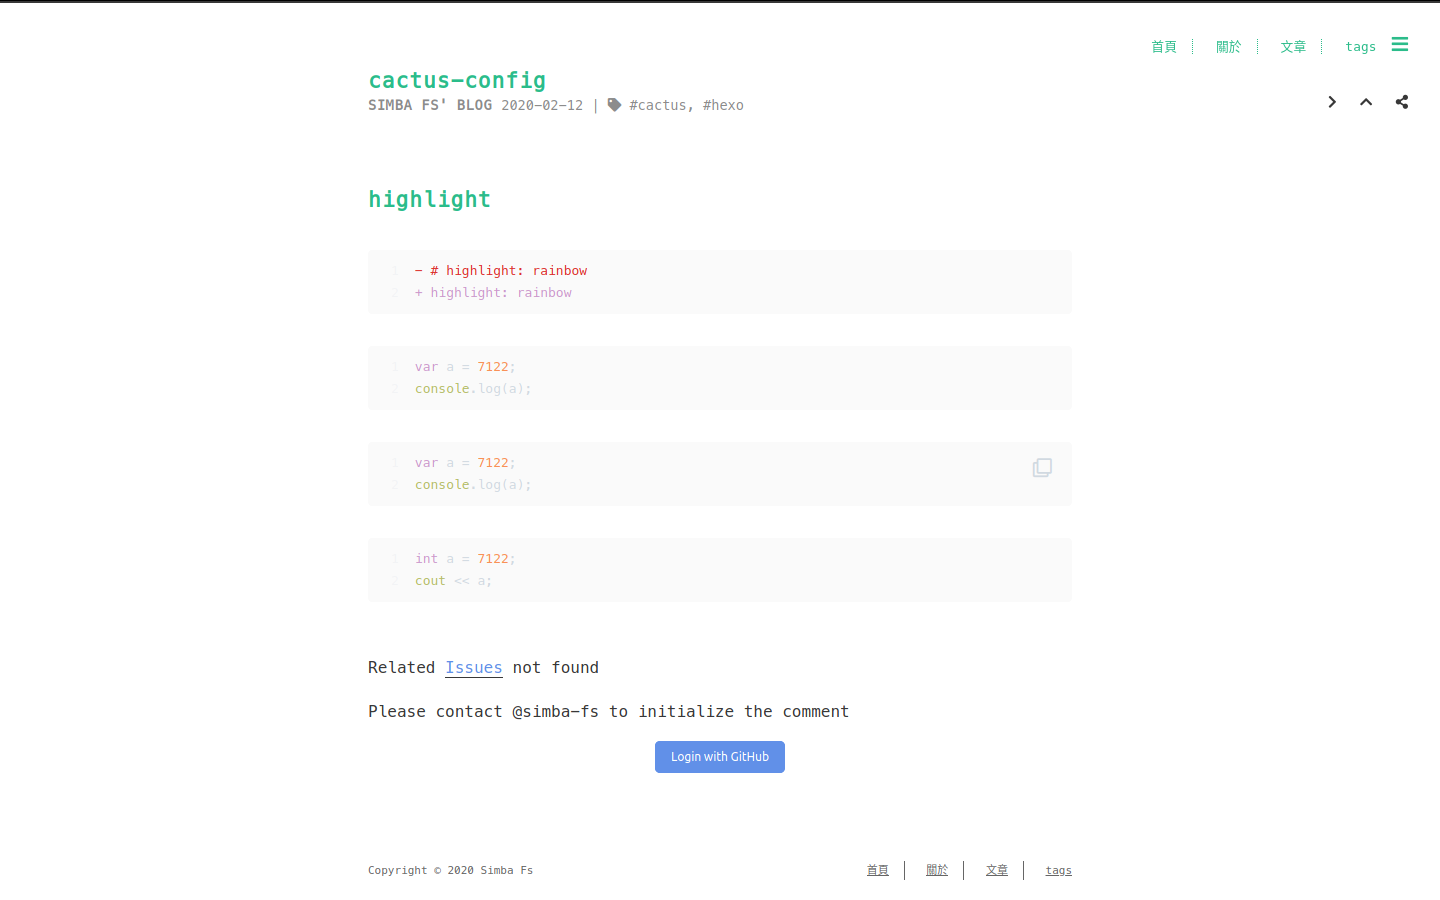 首頁 關於 文章 tags
cactus-config
SIMBA FS' BLOG 2020-02-12 | #cactus, #hexo
highlight
1 - # highlight: rainbow
2 + highlight: rainbow
1 var a = 7122;
2 console.log(a);
1 var a = 7122;
2 console.log(a);
1 int a = 7122;
2 cout << a;
Related Issues not found
Please contact @simba-fs to initialize the comment
Login with GitHub
Copyright © 2020 Simba Fs
首頁 關於 文章 tags